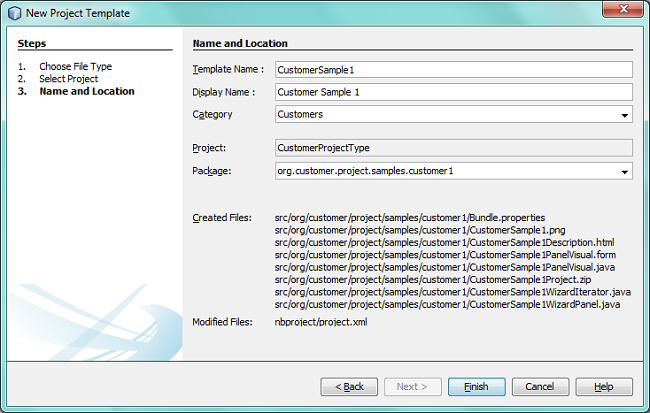 New Project Template
Steps
1. Choose File Type
2. Select Project
3. Name and Location
Name and Location
Template Name : CustomerSample1
Display Name : Customer Sample 1
Category Customers
Project: CustomerProjectType
Package: org.customer.project.samples.customer1
Created Files: src/org/customer/project/samples/customer1/Bundle.properties
src/org/customer/project/samples/customer1/CustomerSample1.png
src/org/customer/project/samples/customer1/CustomerSample1Description.html
src/org/customer/project/samples/customer1/CustomerSample1PanelVisual.form
src/org/customer/project/samples/customer1/CustomerSample1PanelVisual.java
src/org/customer/project/samples/customer1/CustomerSample1Project.zip
src/org/customer/project/samples/customer1/CustomerSample1WizardIterator.java
src/org/customer/project/samples/customer1/CustomerSample1WizardPanel.java
Modified Files: nbproject/project.xml
< Back Next > Finish Cancel Help